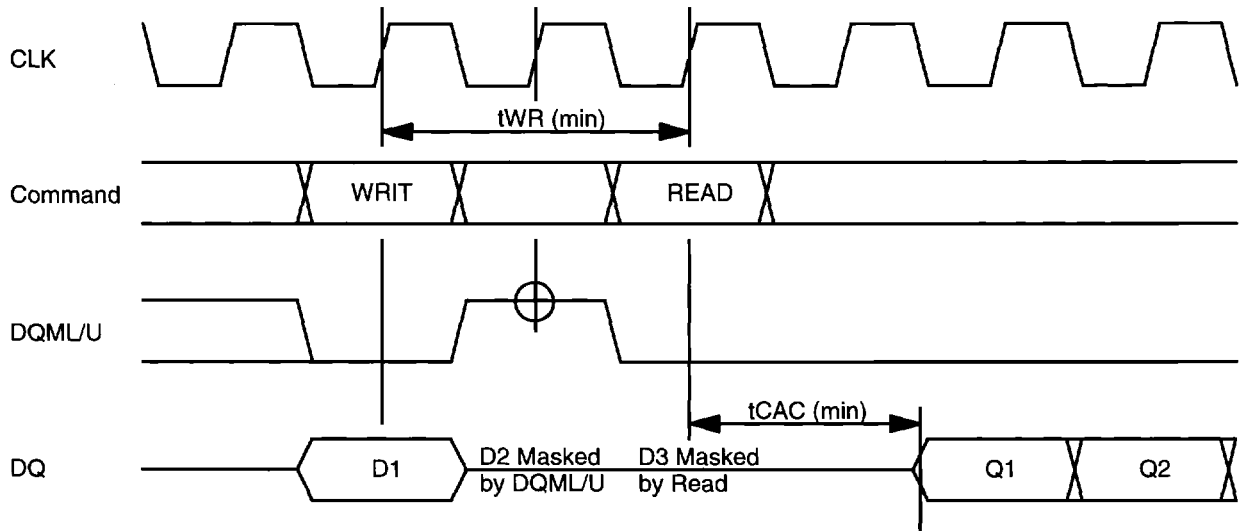 CLK
tWR (min)
Command
WRIT
READ
DQML/U
tCAC (min)
DQ
D1
D2 Masked
by DQML/U
D3 Masked
by Read
Q1
Q2